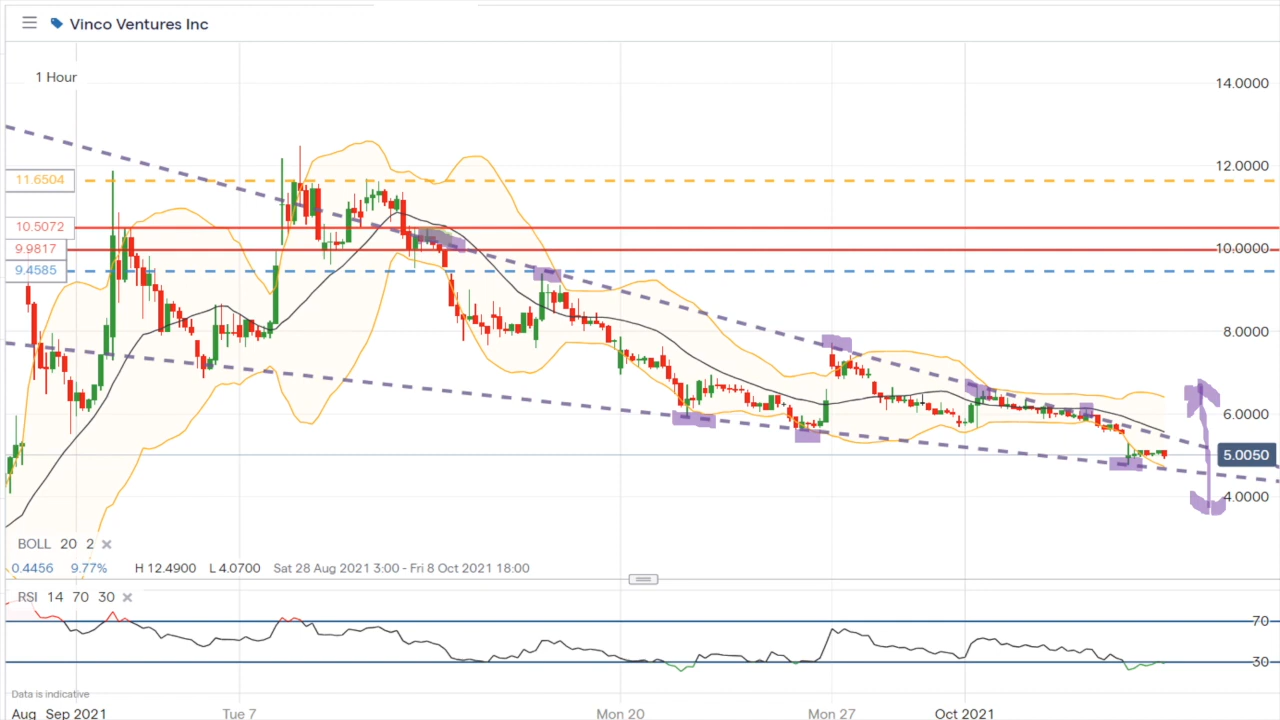 Vinco Ventures Inc
1 Hour
14.0000
12.0000
11.6504
10.5072
9.9817
10.0000
9.4585
8.0000
6.0000
5.0050
4.0000
BOLL 20 2
0.4456 9.77% H 12.4900 L 4.0700 Sat 28 Aug 2021 3:00 - Fri 8 Oct 2021 18:00
RSI 14 70 30
70
30
Data is indicative
Aug Sep 2021 Tue 7 Mon 20 Mon 27 Oct 2021